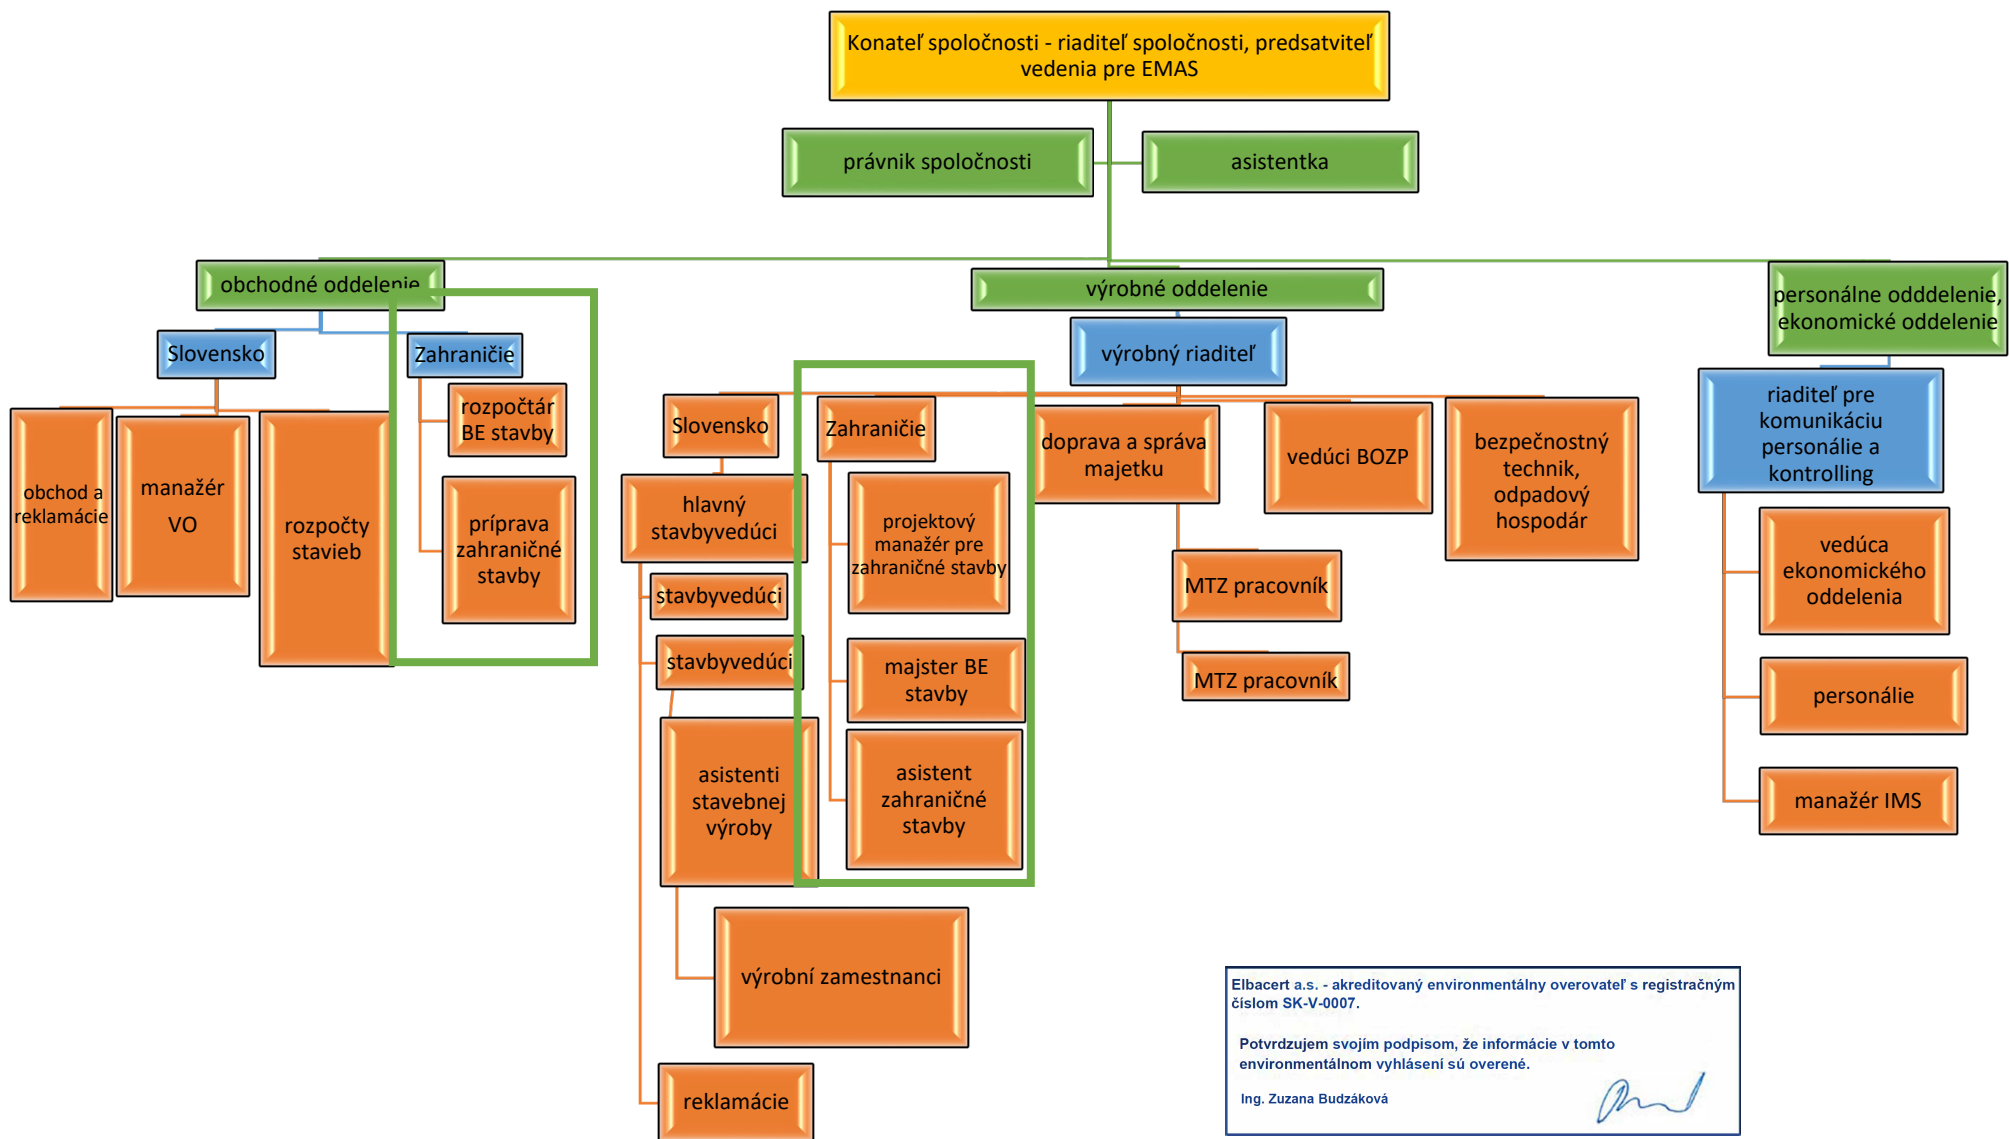 Konateľ spoločnosti - riaditeľ spoločnosti, predsatviteľ
vedenia pre EMAS
právnik spoločnosti
asistentka
obchodné oddelenie
výrobné oddelenie
personálne odddelenie,
ekonomické oddelenie
Slovensko
Zahraničie
výrobný riaditeľ
riaditeľ pre
komunikáciu
personálie a
kontrolling
obchod a
reklamácie
manažér
VO
rozpočty
stavieb
rozpočtár
BE stavby
príprava
zahraničné
stavby
Slovensko
Zahraničie
doprava a správa
majetku
vedúci BOZP
bezpečnostný
technik,
odpadový
hospodár
hlavný
stavbyvedúci
stavbyvedúci
stavbyvedúci
asistenti
stavebnej
výroby
výrobní zamestnanci
reklamácie
projektový
manažér pre
zahraničné stavby
majster BE
stavby
asistent
zahraničné
stavby
MTZ pracovník
MTZ pracovník
vedúca
ekonomického
oddelenia
personálie
manažér IMS
Elbacert a.s. - akreditovaný environmentálny overovateľ s registračným
číslom SK-V-0007.
Potvrdzujem svojím podpisom, že informácie v tomto
environmentálnom vyhlásení sú overené.
Ing. Zuzana Budzáková